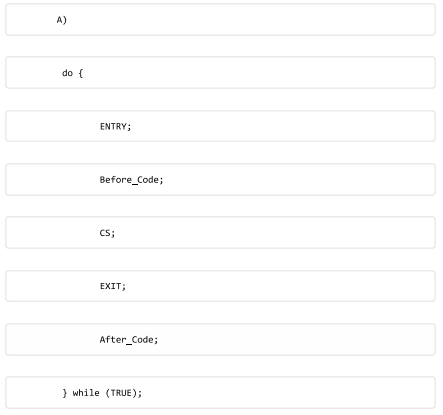 A)
do {
ENTRY;
Before_Code;
CS;
EXIT;
After_Code;
} while (TRUE);